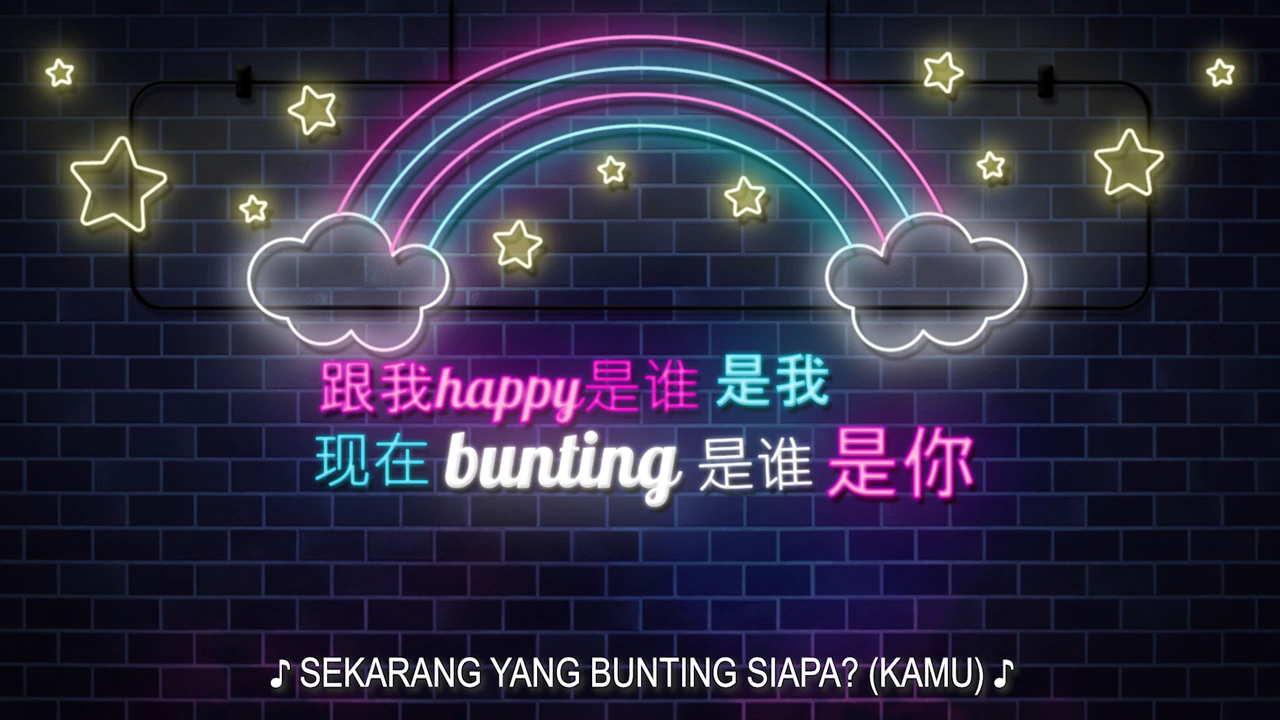 跟我happy是谁 是我
现在 bunting 是谁 是你
♪ SEKARANG YANG BUNTING SIAPA? (KAMU) ♪